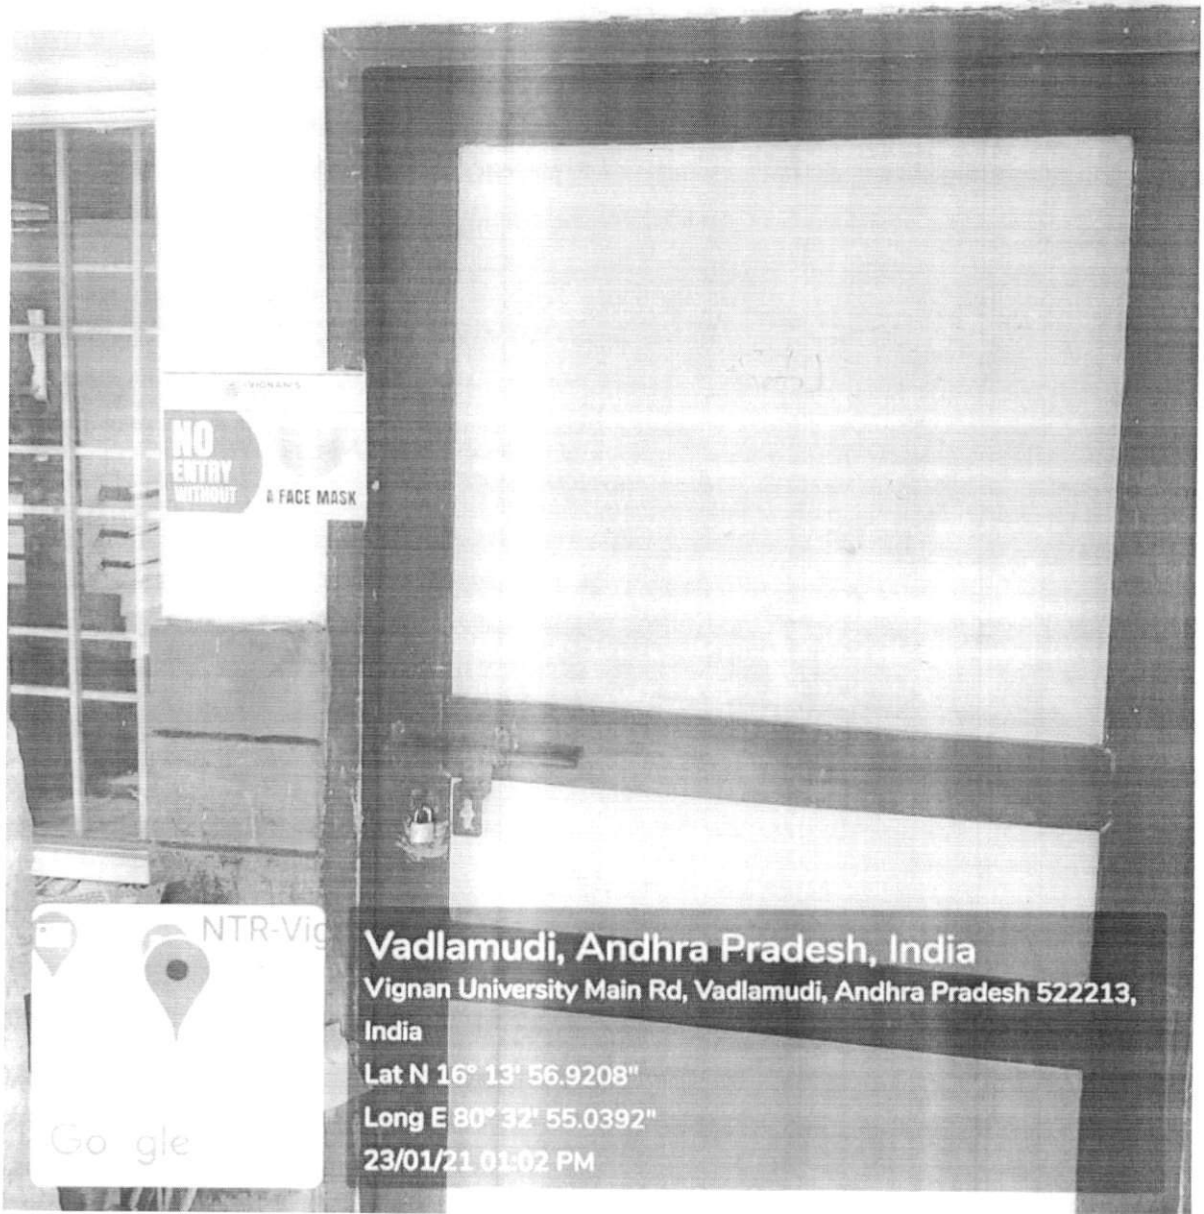 VIGNAN'S
NO
ENTRY
WITHOUT
A FACE MASK
NTR-Vig
Google
Vadlamudi, Andhra Pradesh, India
Vignan University Main Rd, Vadlamudi, Andhra Pradesh 522213,
India
Lat N 16° 13' 56.9208"
Long E 80° 32' 55.0392"
23/01/21 01:02 PM